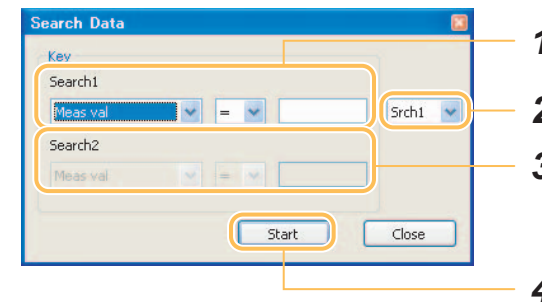 Search Data
Key
1
Search1
Meas val = Srch1
2
Search2
3
Meas val =
Start Close
4